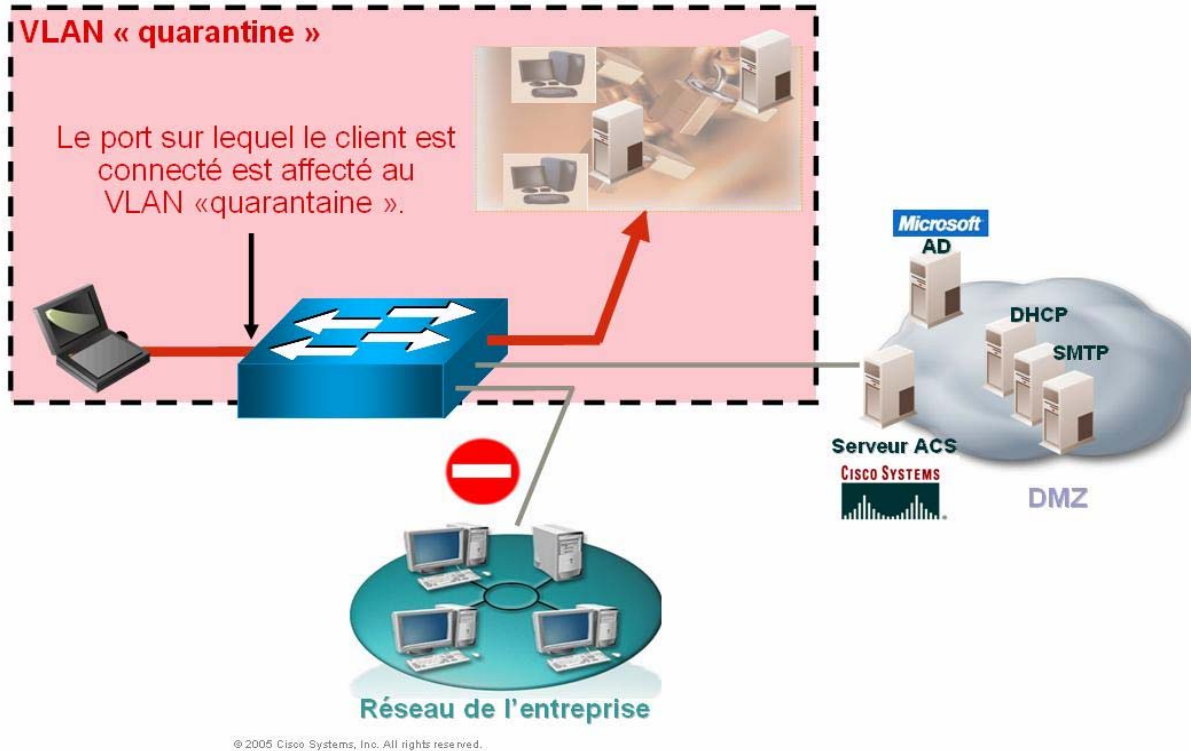 VLAN « quarantine »
Le port sur lequel le client est
connecté est affecté au
VLAN «quarantaine ».
Microsoft
AD
DHCP
SMTP
Serveur ACS
CISCO SYSTEMS
DMZ
Réseau de l'entreprise
© 2005 Cisco Systems, Inc. All rights reserved.